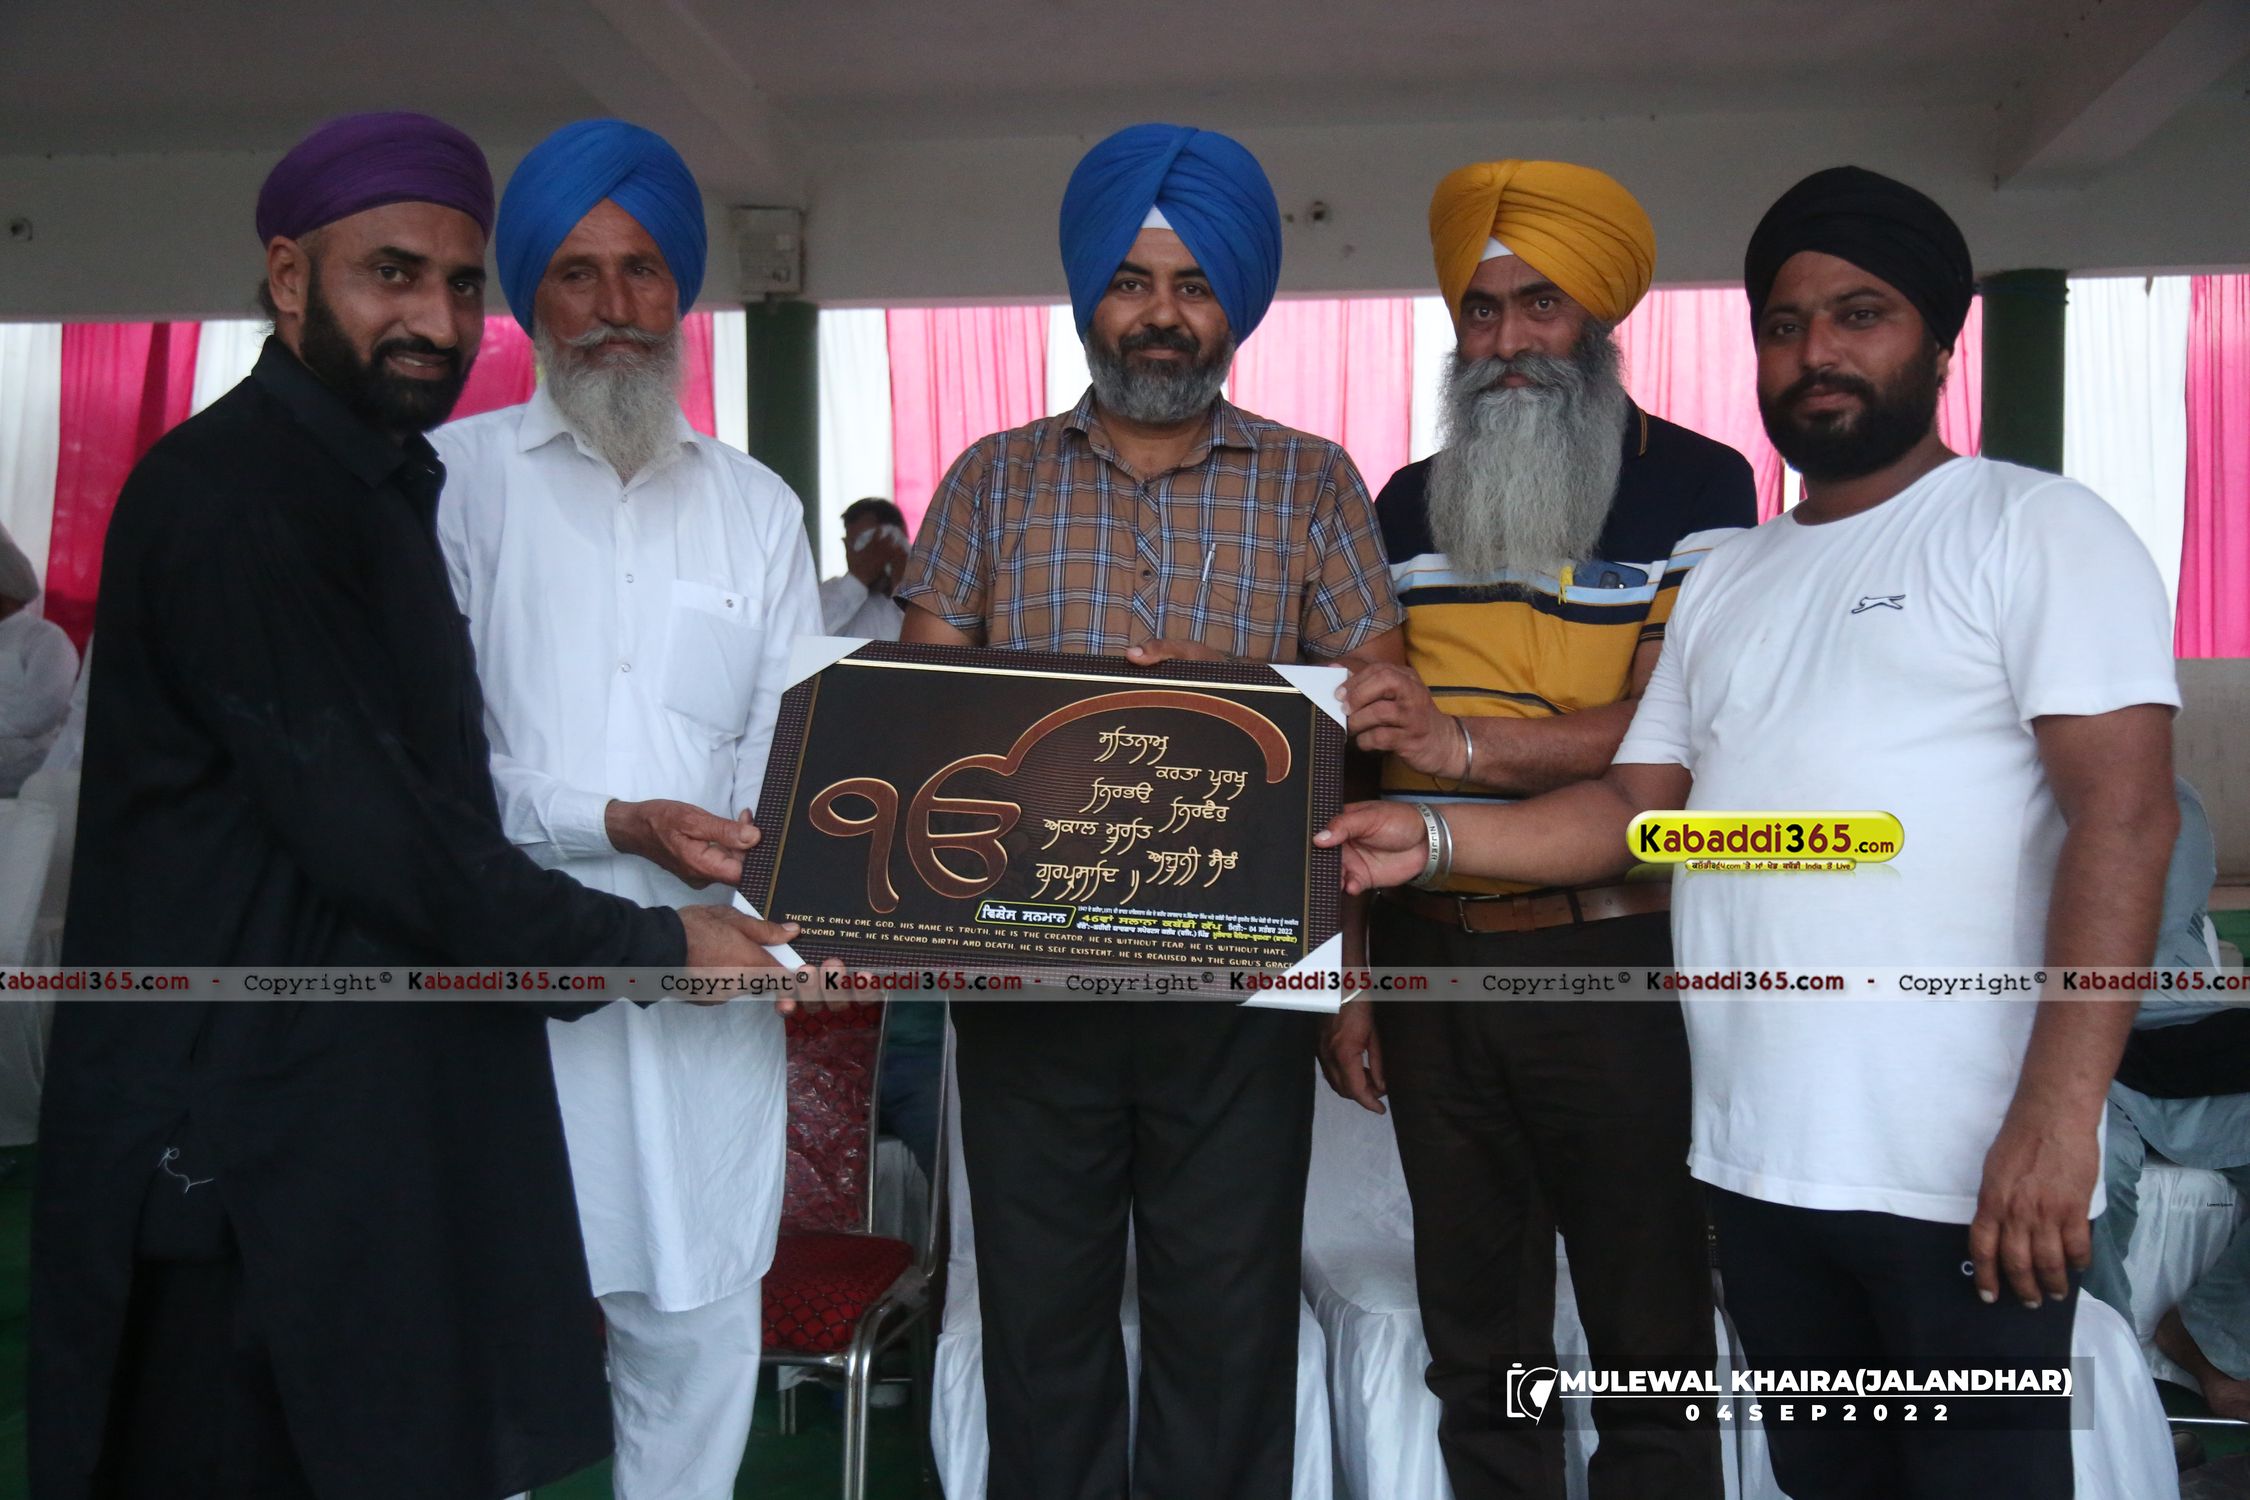 ੴ
ਸਤਿਨਾਮੁ
ਕਰਤਾ ਪੁਰਖੁ
ਨਿਰਭਉ
ਨਿਰਵੈਰੁ
ਅਕਾਲ ਮੂਰਤਿ
ਅਜੂਨੀ ਸੈਭੰ
ਗੁਰਪ੍ਰਸਾਦਿ ॥
ਵਿਸ਼ੇਸ ਸਨਮਾਨ
46ਵਾਂ ਸਲਾਨਾ ਕਬੱਡੀ ਕੱਪ ਮਿਤੀ:- 04 ਸਤੰਬਰ 2022
THERE IS ONLY ONE GOD, HIS NAME IS TRUTH, HE IS THE CREATOR, HE IS WITHOUT FEAR, HE IS WITHOUT HATE,
BEYOND TIME, HE IS BEYOND BIRTH AND DEATH, HE IS SELF EXISTENT, HE IS REALISED BY THE GURU'S GRACE
Kabaddi365.com
Kabaddi365.com - Copyright© Kabaddi365.com - Copyright© Kabaddi365.com - Copyright© Kabaddi365.com - Copyright© Kabaddi365.com - Copyright© Kabaddi365.com
MULEWAL KHAIRA(JALANDHAR)
04SEP2022